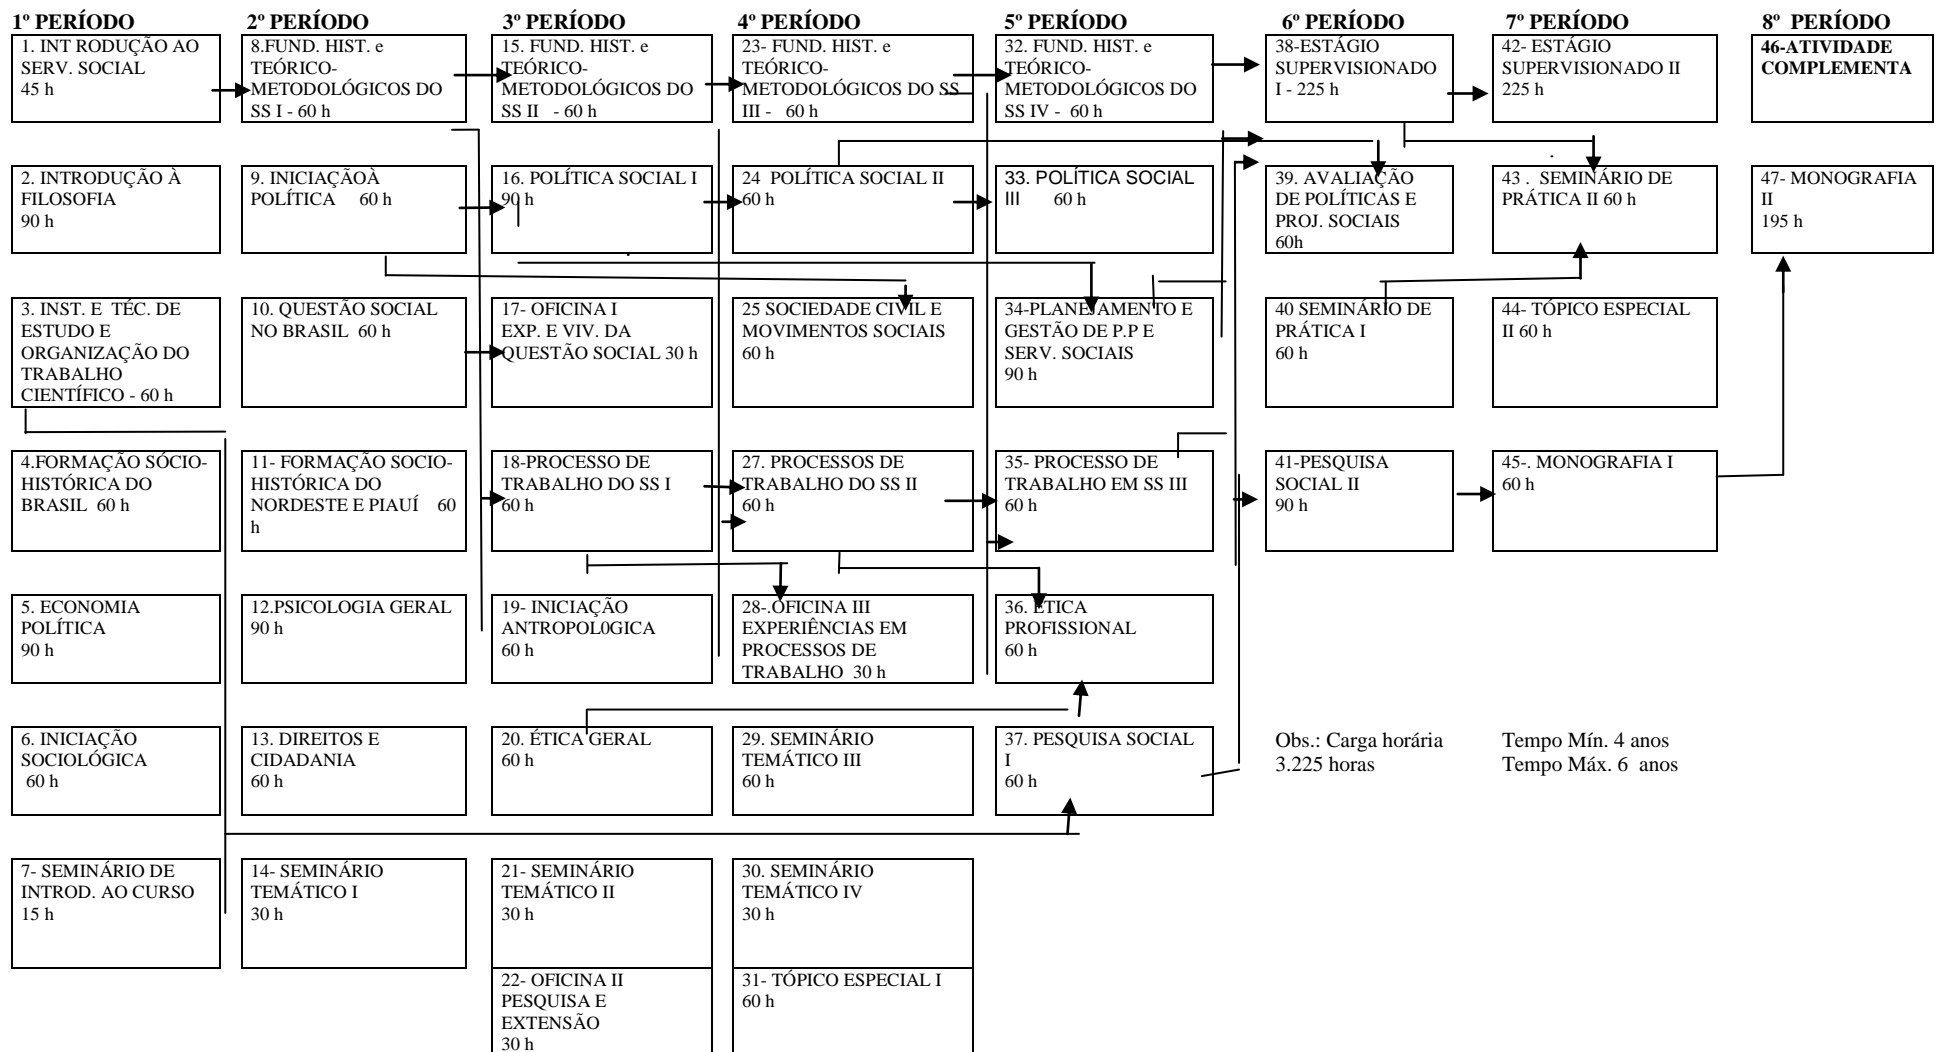 1º PERÍODO
1. INT RODUÇÃO AO
SERV. SOCIAL
45 h
2. INTRODUÇÃO À
FILOSOFIA
90 h
3. INST. E TÉC. DE
ESTUDO E
ORGANIZAÇÃO DO
TRABALHO
CIENTÍFICO - 60 h
4.FORMAÇÃO SÓCIO-
HISTÓRICA DO
BRASIL 60 h
5. ECONOMIA
POLÍTICA
90 h
6. INICIAÇÃO
SOCIOLÓGICA
60 h
7- SEMINÁRIO DE
INTROD. AO CURSO
15 h
2º PERÍODO
8.FUND. HIST. e
TEÓRICO-
METODOLÓGICOS DO
SS I - 60 h
9. INICIAÇÃOÀ
POLÍTICA 60 h
10. QUESTÃO SOCIAL
NO BRASIL 60 h
11- FORMAÇÃO SOCIO-
HISTÓRICA DO
NORDESTE E PIAUÍ 60
h
12.PSICOLOGIA GERAL
90 h
13. DIREITOS E
CIDADANIA
60 h
14- SEMINÁRIO
TEMÁTICO I
30 h
3º PERÍODO
15. FUND. HIST. e
TEÓRICO-
METODOLÓGICOS DO
SS II - 60 h
16. POLÍTICA SOCIAL I
90 h
17- OFICINA I
EXP. E VIV. DA
QUESTÃO SOCIAL 30 h
18-PROCESSO DE
TRABALHO DO SS I
60 h
19- INICIAÇÃO
ANTROPOL0GICA
60 h
20. ÉTICA GERAL
60 h
21- SEMINÁRIO
TEMÁTICO II
30 h
22- OFICINA II
PESQUISA E
EXTENSÃO
30 h
4º PERÍODO
23- FUND. HIST. e
TEÓRICO-
METODOLÓGICOS DO SS
III - 60 h
24 POLÍTICA SOCIAL II
60 h
25 SOCIEDADE CIVIL E
MOVIMENTOS SOCIAIS
60 h
27. PROCESSOS DE
TRABALHO DO SS II
60 h
28-.OFICINA III
EXPERIÊNCIAS EM
PROCESSOS DE
TRABALHO 30 h
29. SEMINÁRIO
TEMÁTICO III
60 h
30. SEMINÁRIO
TEMÁTICO IV
30 h
31- TÓPICO ESPECIAL I
60 h
5º PERÍODO
32. FUND. HIST. e
TEÓRICO-
METODOLÓGICOS DO
SS IV - 60 h
33. POLÍTICA SOCIAL
III 60 h
34-PLANEJAMENTO E
GESTÃO DE P.P E
SERV. SOCIAIS
90 h
35- PROCESSO DE
TRABALHO EM SS III
60 h
36. ÉTICA
PROFISSIONAL
60 h
37. PESQUISA SOCIAL
I
60 h
6º PERÍODO
38-ESTÁGIO
SUPERVISIONADO
I - 225 h
39. AVALIAÇÃO
DE POLÍTICAS E
PROJ. SOCIAIS
60h
40 SEMINÁRIO DE
PRÁTICA I
60 h
41-PESQUISA
SOCIAL II
90 h
Obs.: Carga horária
3.225 horas
7º PERÍODO
42- ESTÁGIO
SUPERVISIONADO II
225 h
43 . SEMINÁRIO DE
PRÁTICA II 60 h
44- TÓPICO ESPECIAL
II 60 h
45-. MONOGRAFIA I
60 h
Tempo Mín. 4 anos
Tempo Máx. 6 anos
8º PERÍODO
46-ATIVIDADE
COMPLEMENTA
47- MONOGRAFIA
II
195 h